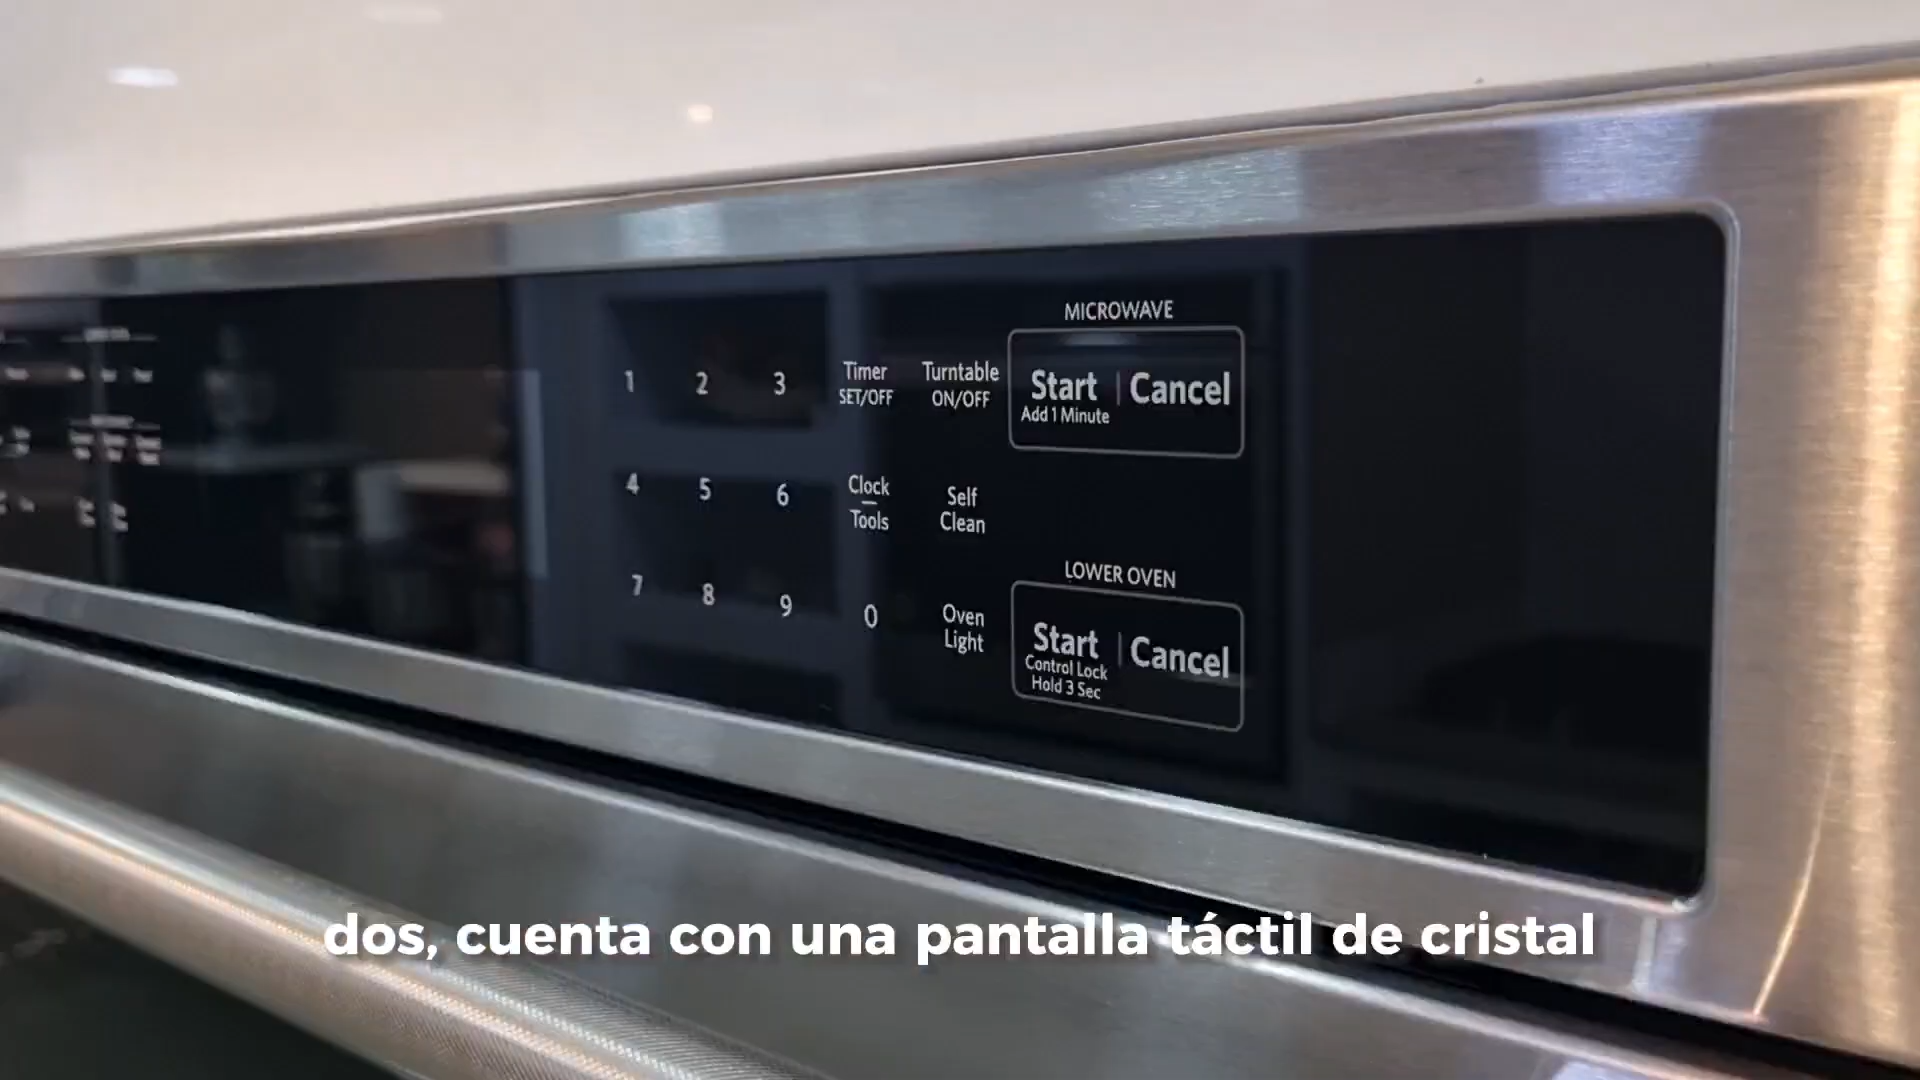 MICROWAVE
1 2 3 Timer SET/OFF Turntable ON/OFF Start Add 1 Minute | Cancel
4 5 6 Clock Tools Self Clean
LOWER OVEN
7 8 9 0 Oven Light Start Control Lock Hold 3 Sec | Cancel
dos, cuenta con una pantalla táctil de cristal